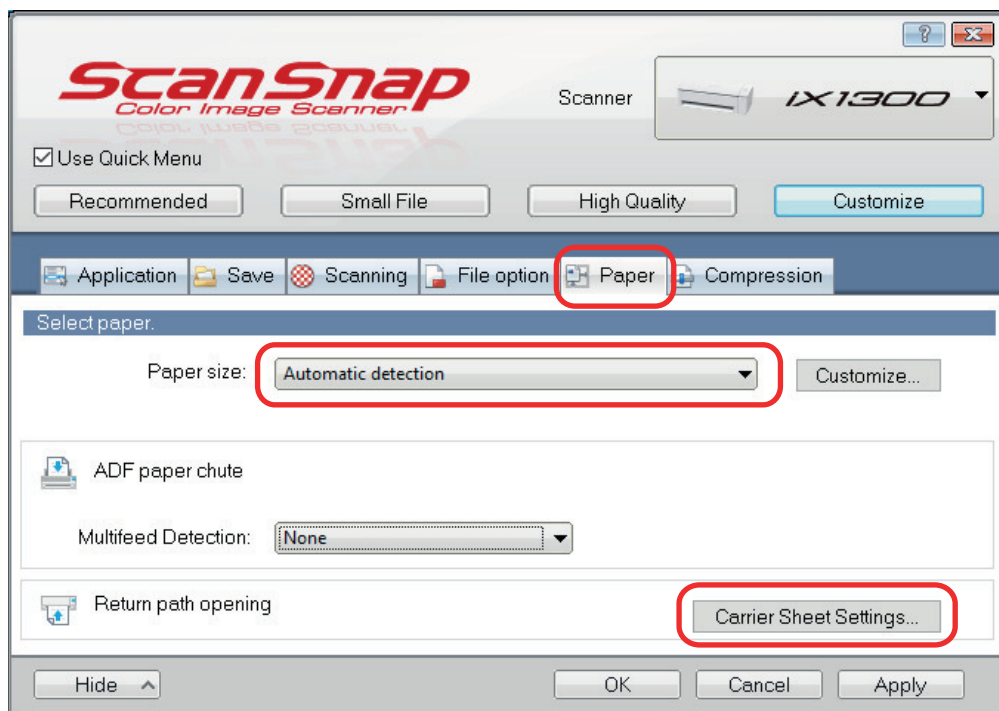 ScanSnap
Color Image Scanner
Scanner
iX1300
Use Quick Menu
Recommended
Small File
High Quality
Customize
Application
Save
Scanning
File option
Paper
Compression
Select paper.
Paper size:
Automatic detection
Customize...
ADF paper chute
Multifeed Detection:
None
Return path opening
Carrier Sheet Settings...
Hide
OK
Cancel
Apply